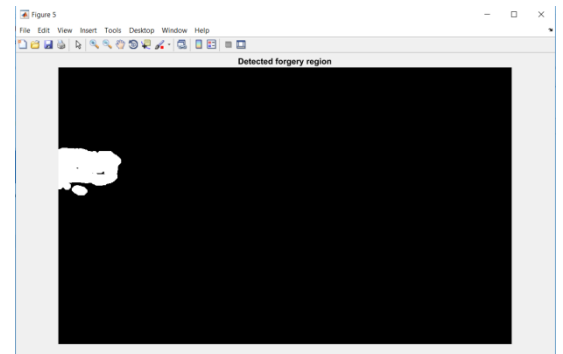 Figure 5
File Edit View Insert Tools Desktop Window Help
Detected forgery region